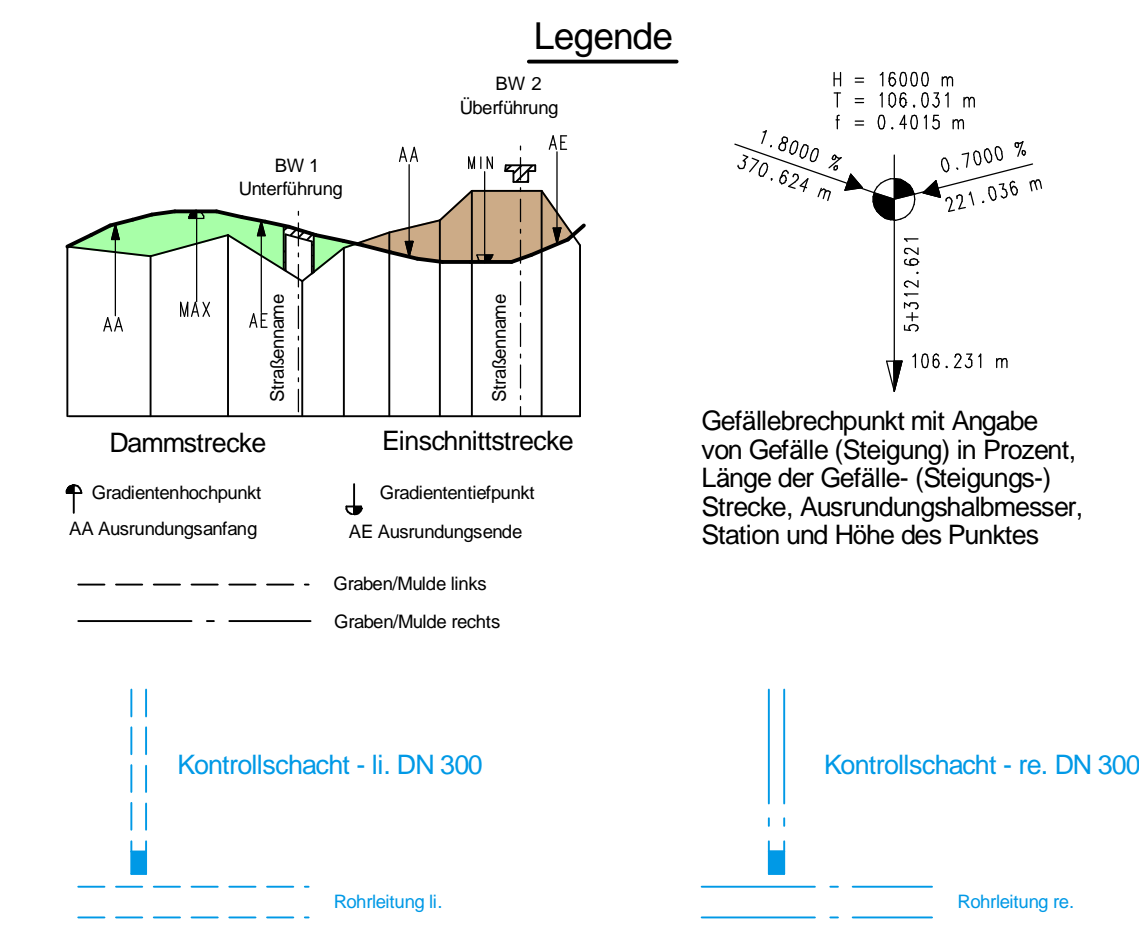 Legende
BW 2
Überführung
BW 1
Unterführung
AA
MIN
AE
AA
MAX
AE
Straßenname
Straßenname
Dammstrecke
Einschnittstrecke
H = 16000 m
T = 106.031 m
f = 0.4015 m
1.8000 %
370.624 m
0.7000 %
221.036 m
5+312.621
106.231 m
Gefällebrechpunkt mit Angabe
von Gefälle (Steigung) in Prozent,
Länge der Gefälle- (Steigungs-)
Strecke, Ausrundungshalbmesser,
Station und Höhe des Punktes
Gradientenhochpunkt
Gradiententiefpunkt
AA Ausrundungsanfang
AE Ausrundungsende
Graben/Mulde links
Graben/Mulde rechts
Kontrollschacht - li. DN 300
Kontrollschacht - re. DN 300
Rohrleitung li.
Rohrleitung re.